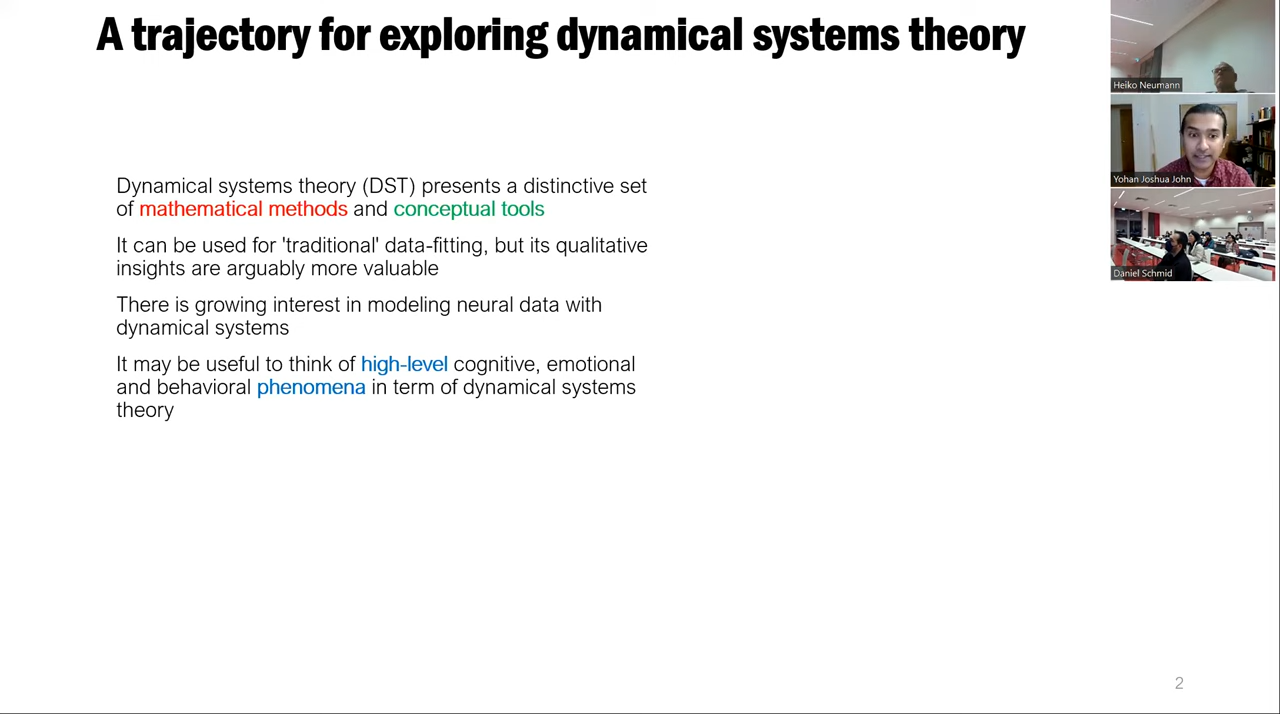 A trajectory for exploring dynamical systems theory
Dynamical systems theory (DST) presents a distinctive set
of mathematical methods and conceptual tools
It can be used for 'traditional' data-fitting, but its qualitative
insights are arguably more valuable
There is growing interest in modeling neural data with
dynamical systems
It may be useful to think of high-level cognitive, emotional
and behavioral phenomena in term of dynamical systems
theory
Heiko Neumann
Yohan Joshua John
Daniel Schmid
2